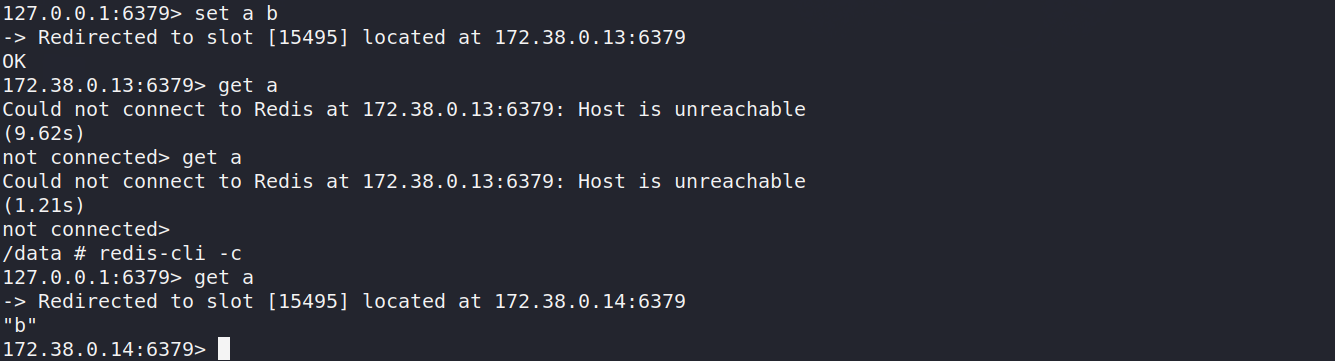 127.0.0.1:6379> set a b
-> Redirected to slot [15495] located at 172.38.0.13:6379
OK
172.38.0.13:6379> get a
Could not connect to Redis at 172.38.0.13:6379: Host is unreachable
(9.62s)
not connected> get a
Could not connect to Redis at 172.38.0.13:6379: Host is unreachable
(1.21s)
not connected>
/data # redis-cli -c
127.0.0.1:6379> get a
-> Redirected to slot [15495] located at 172.38.0.14:6379
"b"
172.38.0.14:6379>